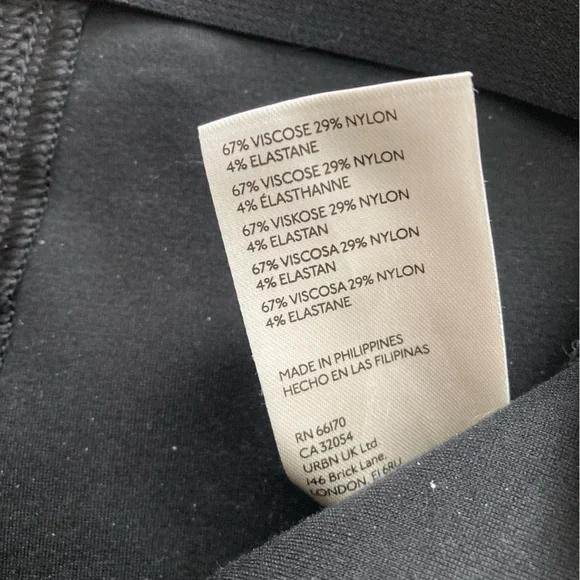 67% VISCOSE 29% NYLON
4% ELASTANE
67% VISCOSE 29% NYLON
4% ÉLASTHANNE
67% VISKOSE 29% NYLON
4% ELASTAN
67% VISCOSA 29% NYLON
4% ELASTAN
67% VISCOSA 29% NYLON
4% ELASTANE
MADE IN PHILIPPINES
HECHO EN LAS FILIPINAS
RN 66170
CA 32054
URBN UK Ltd
146 Brick Lane,
LONDON, E1 6RU